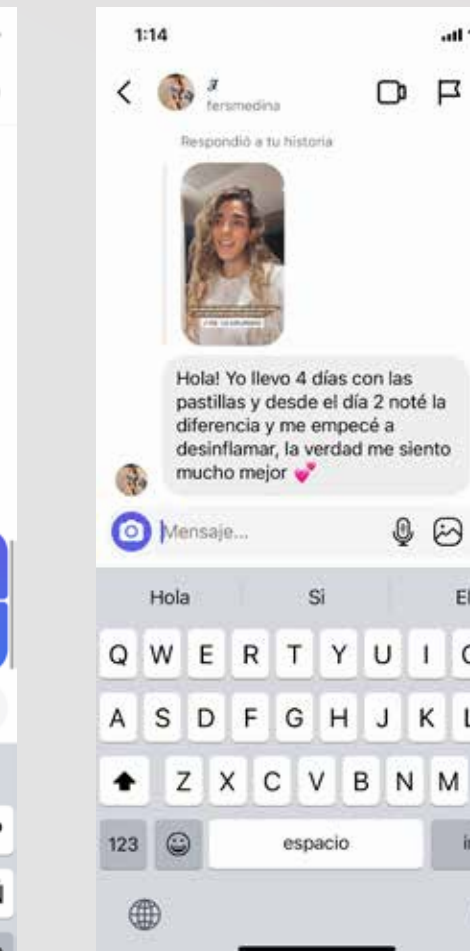 1:14
fersmedina
Respondió a tu historia
Hola! Yo llevo 4 días con las
pastillas y desde el día 2 noté la
diferencia y me empecé a
desinflamar, la verdad me siento
mucho mejor 💕
Mensaje...
Hola Si El
Q W E R T Y U I O
A S D F G H J K L
Z X C V B N M
123 espacio